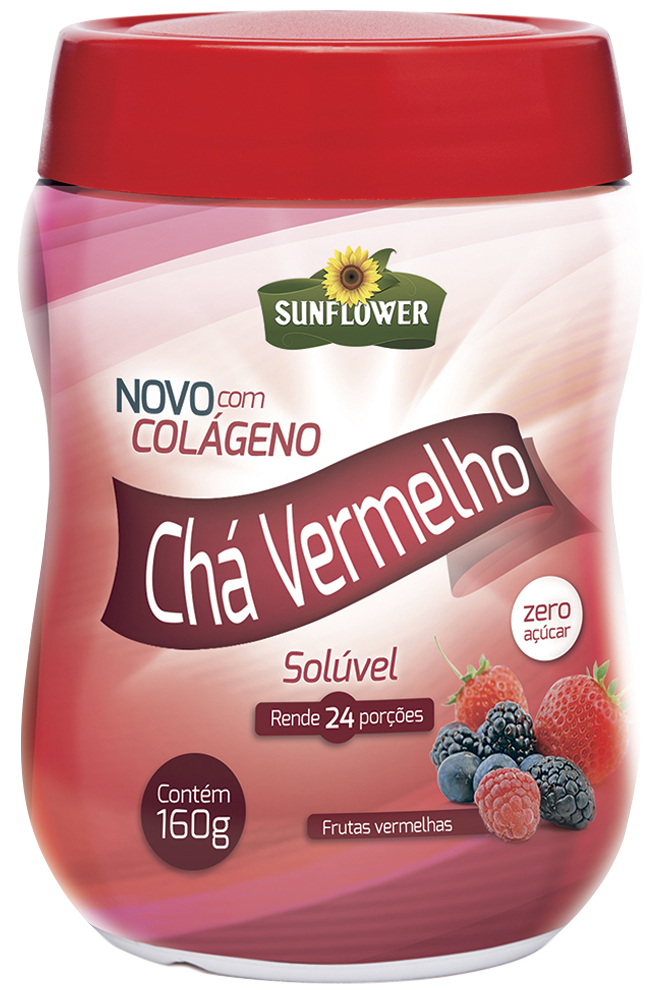 SUNFLOWER
NOVO com
COLÁGENO
Chá Vermelho
zero
açúcar
Solúvel
Rende 24 porções
Contém
160g
Frutas vermelhas